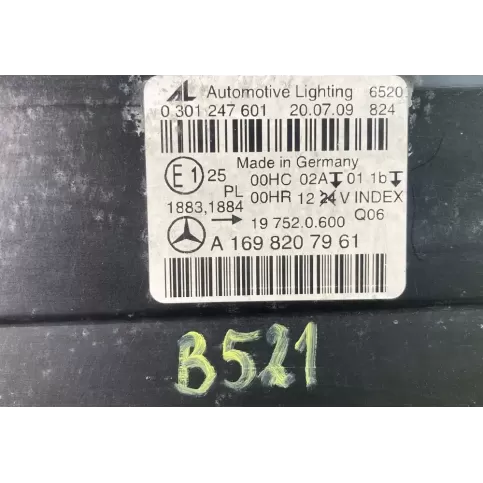 AL Automotive Lighting 6520
0 301 247 601 20.07.09 824
Made in Germany
E1 25 00HC 02A 01 1b
PL 00HR 12 24 V INDEX
1883,1884 → 19 752.0.600 Q06
A 169 820 79 61
B521